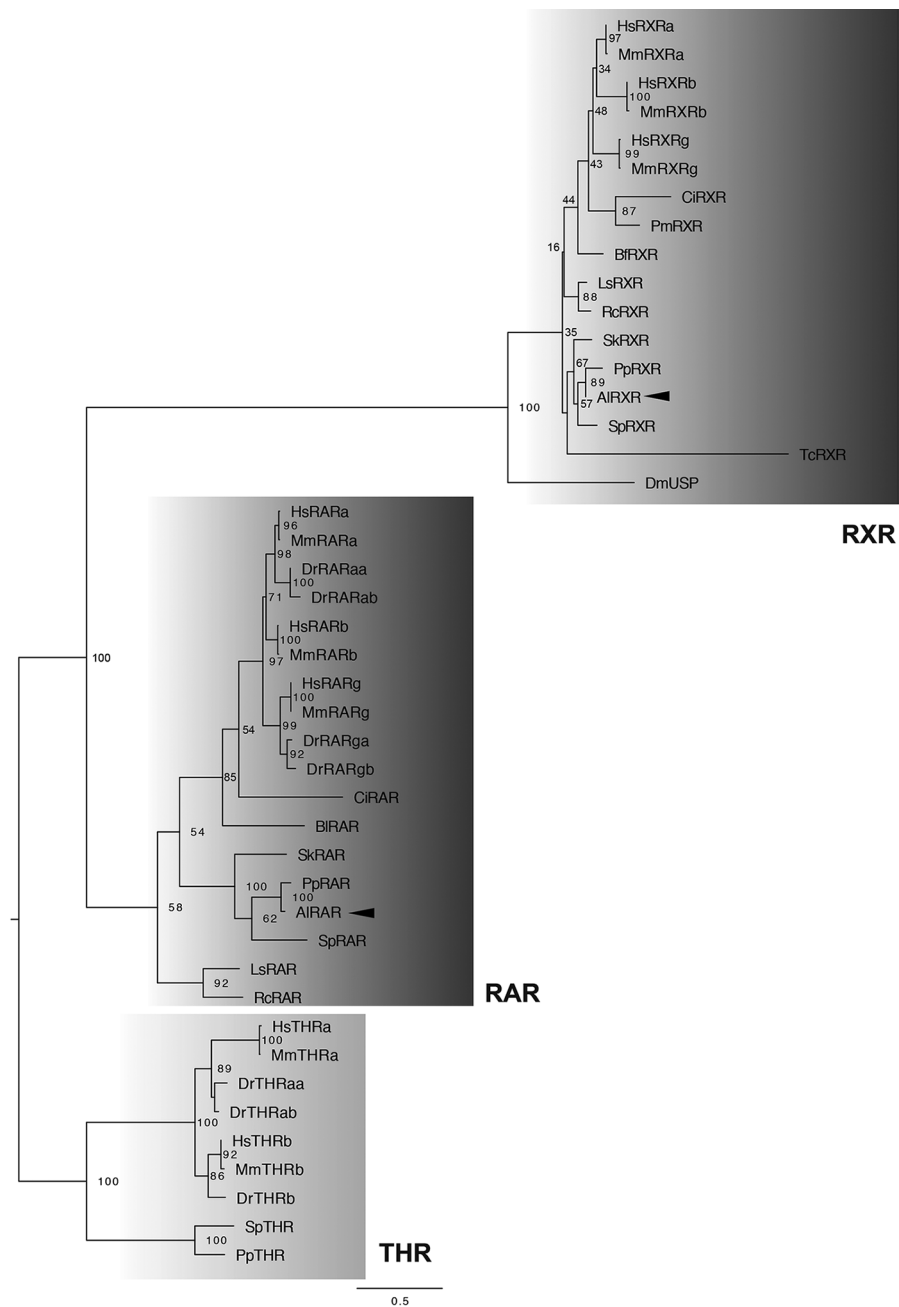 HsRXRa
97
MmRXRa
34
HsRXRb
100
48
MmRXRb
HsRXRg
99
43
MmRXRg
CiRXR
44
87
PmRXR
16
BfRXR
LsRXR
88
RcRXR
35
SkRXR
67
PpRXR
89
AlRXR
57
SpRXR
100
TcRXR
DmUSP
RXR
HsRARa
96
MmRARa
98
DrRARaa
100
71
DrRARab
HsRARb
100
MmRARb
97
100
HsRARg
100
MmRARg
99
54
DrRARga
92
DrRARgb
85
CiRAR
BlRAR
54
SkRAR
100
PpRAR
100
58
AlRAR
62
SpRAR
LsRAR
92
RcRAR
RAR
HsTHRa
100
MmTHRa
89
DrTHRaa
DrTHRab
100
HsTHRb
92
MmTHRb
86
100
DrTHRb
SpTHR
100
PpTHR
THR
0.5